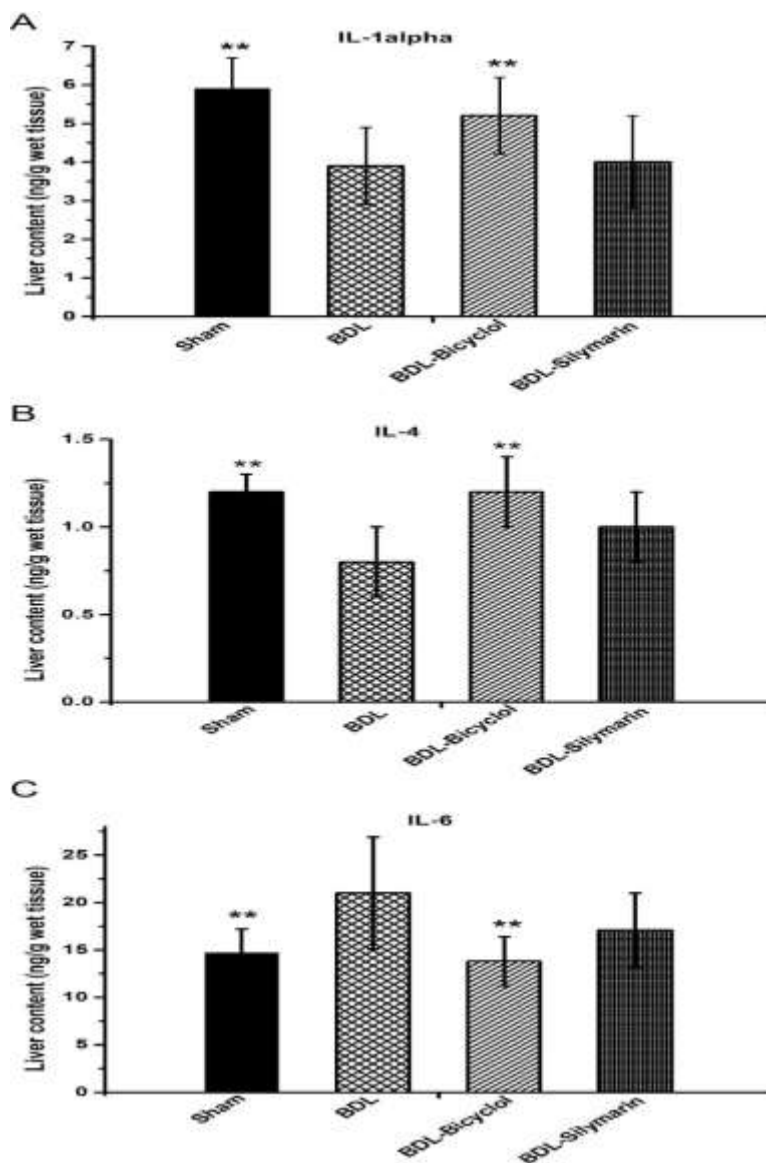 A
IL-1alpha
Liver content (ng/g wet tissue)
7
6
5
4
3
2
1
0
**
**
Sham
BDL
BDL-Bicyclol
BDL-Silymarin
B
IL-4
Liver content (ng/g wet tissue)
1.5
1.0
0.5
0.0
**
**
Sham
BDL
BDL-Bicyclol
BDL-Silymarin
C
IL-6
Liver content (ng/g wet tissue)
25
20
15
10
5
0
**
**
Sham
BDL
BDL-Bicyclol
BDL-Silymarin